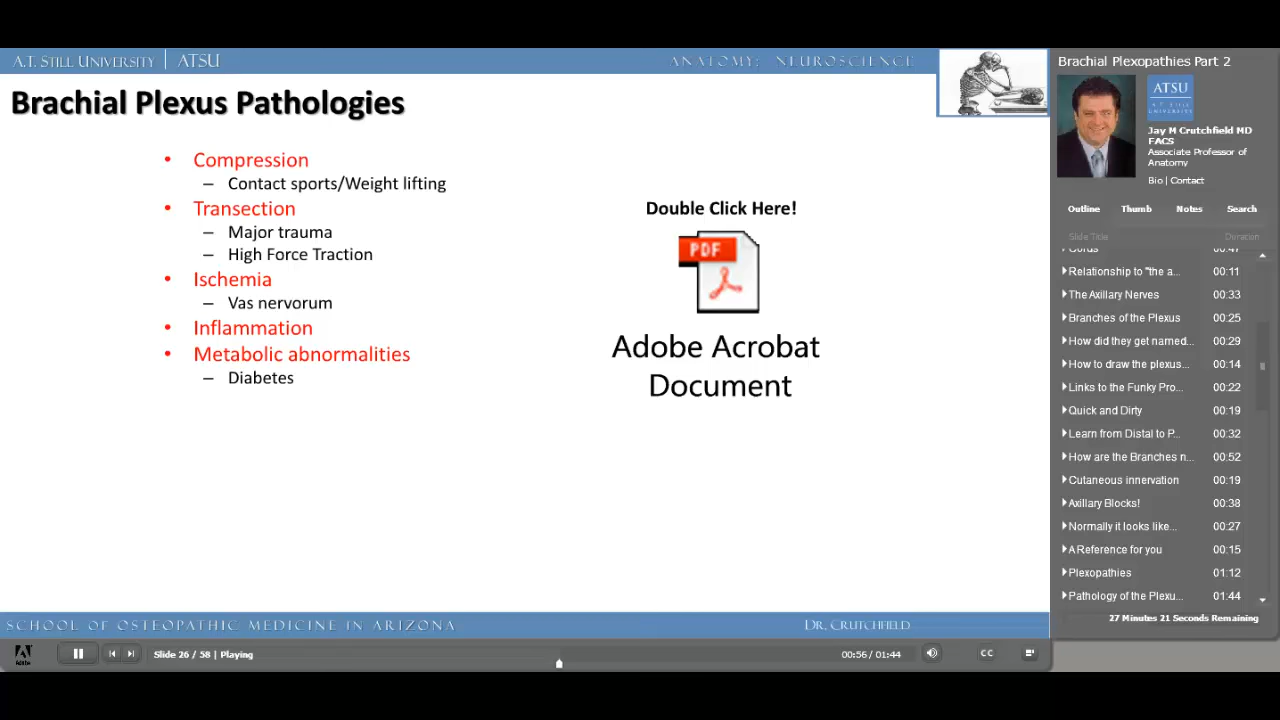 A.T. STILL UNIVERSITY | ATSU
ANATOMY: NEUROSCIENCE
Brachial Plexus Pathologies
• Compression
– Contact sports/Weight lifting
• Transection
– Major trauma
– High Force Traction
• Ischemia
– Vas nervorum
• Inflammation
• Metabolic abnormalities
– Diabetes
Double Click Here!
PDF
Adobe Acrobat
Document
SCHOOL OF OSTEOPATHIC MEDICINE IN ARIZONA
DR. CRUTCHFIELD
Slide 26 / 58 | Playing
00:56 / 01:44
CC
Adobe
Brachial Plexopathies Part 2
ATSU
A.T. STILL
UNIVERSITY
Jay M Crutchfield MD
FACS
Associate Professor of
Anatomy
Bio | Contact
Outline Thumb Notes Search
Slide Title Duration
Cords 00:47
Relationship to "the a... 00:11
The Axillary Nerves 00:33
Branches of the Plexus 00:25
How did they get named... 00:29
How to draw the plexus... 00:14
Links to the Funky Pro... 00:22
Quick and Dirty 00:19
Learn from Distal to P... 00:32
How are the Branches n... 00:52
Cutaneous innervation 00:19
Axillary Blocks! 00:38
Normally it looks like... 00:27
A Reference for you 00:15
Plexopathies 01:12
Pathology of the Plexu... 01:44
27 Minutes 21 Seconds Remaining